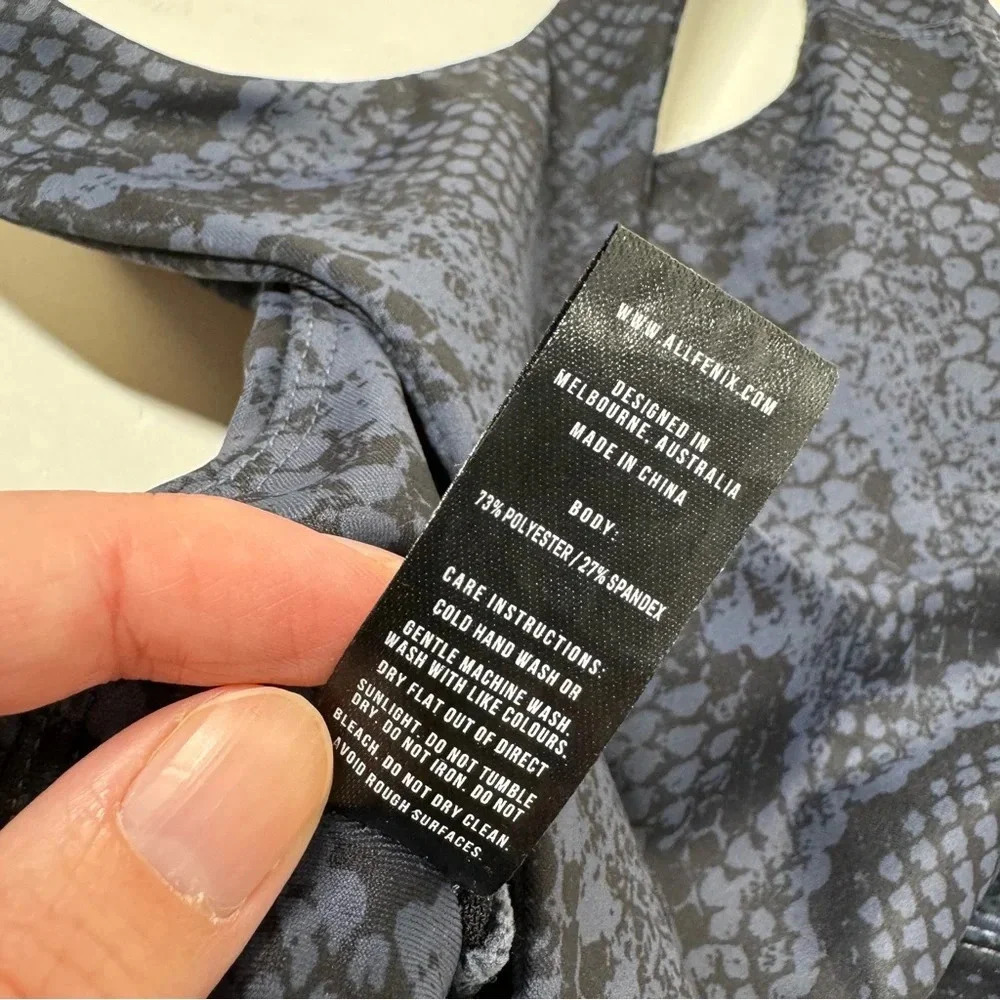 WWW.ALLFENIX.COM
DESIGNED IN
MELBOURNE, AUSTRALIA
MADE IN CHINA
BODY:
73% POLYESTER / 27% SPANDEX
CARE INSTRUCTIONS:
COLD HAND WASH OR
GENTLE MACHINE WASH.
WASH WITH LIKE COLOURS.
DRY FLAT OUT OF DIRECT
SUNLIGHT. DO NOT TUMBLE
DRY. DO NOT IRON. DO NOT
BLEACH. DO NOT DRY CLEAN.
AVOID ROUGH SURFACES.